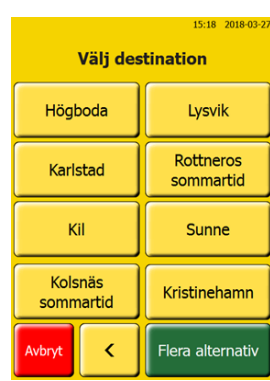 15:18 2018-03-27
Välj destination
Högboda
Lysvik
Karlstad
Rottneros
sommartid
Kil
Sunne
Kolsnäs
sommartid
Kristinehamn
Avbryt
<
Flera alternativ